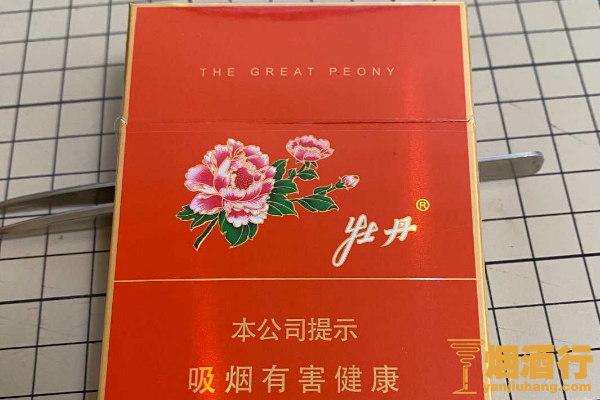 THE GREAT PEONY
牡丹®
本公司提示
吸烟有害健康
烟酒行
yanjiuhang.com